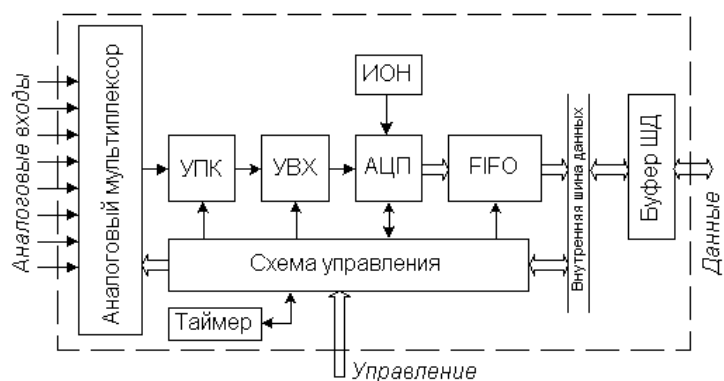 Аналоговые входы
Аналоговый мультиплексор
ИОН
УПК
УВХ
АЦП
FIFO
Внутренняя шина данных
Буфер ШД
Данные
Схема управления
Таймер
Управление